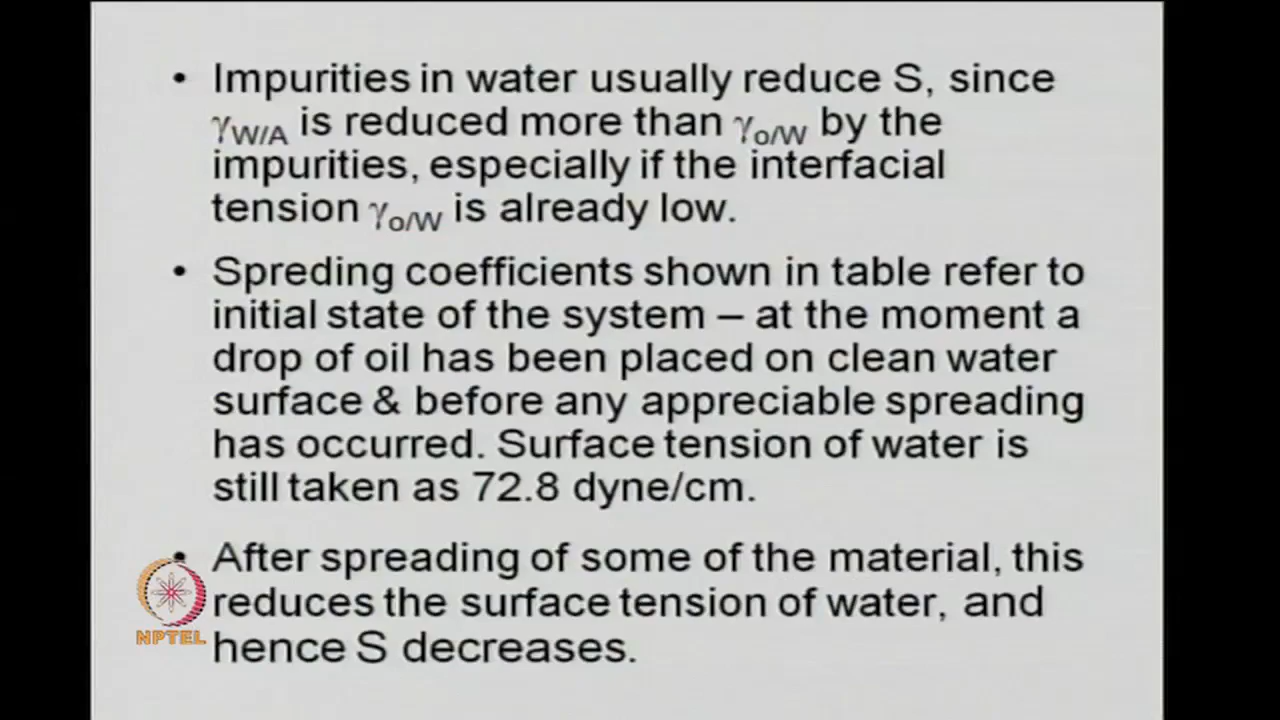 • Impurities in water usually reduce S, since
γW/A is reduced more than γo/W by the
impurities, especially if the interfacial
tension γo/W is already low.
• Spreding coefficients shown in table refer to
initial state of the system – at the moment a
drop of oil has been placed on clean water
surface & before any appreciable spreading
has occurred. Surface tension of water is
still taken as 72.8 dyne/cm.
• After spreading of some of the material, this
reduces the surface tension of water, and
hence S decreases.
NPTEL